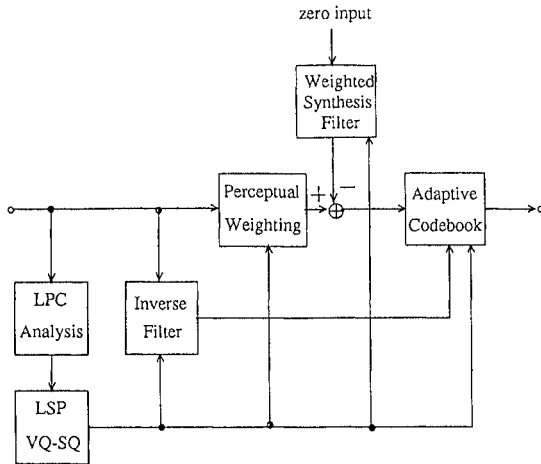 zero input
Weighted
Synthesis
Filter
+
−
Perceptual
Weighting
Adaptive
Codebook
LPC
Analysis
Inverse
Filter
LSP
VQ-SQ